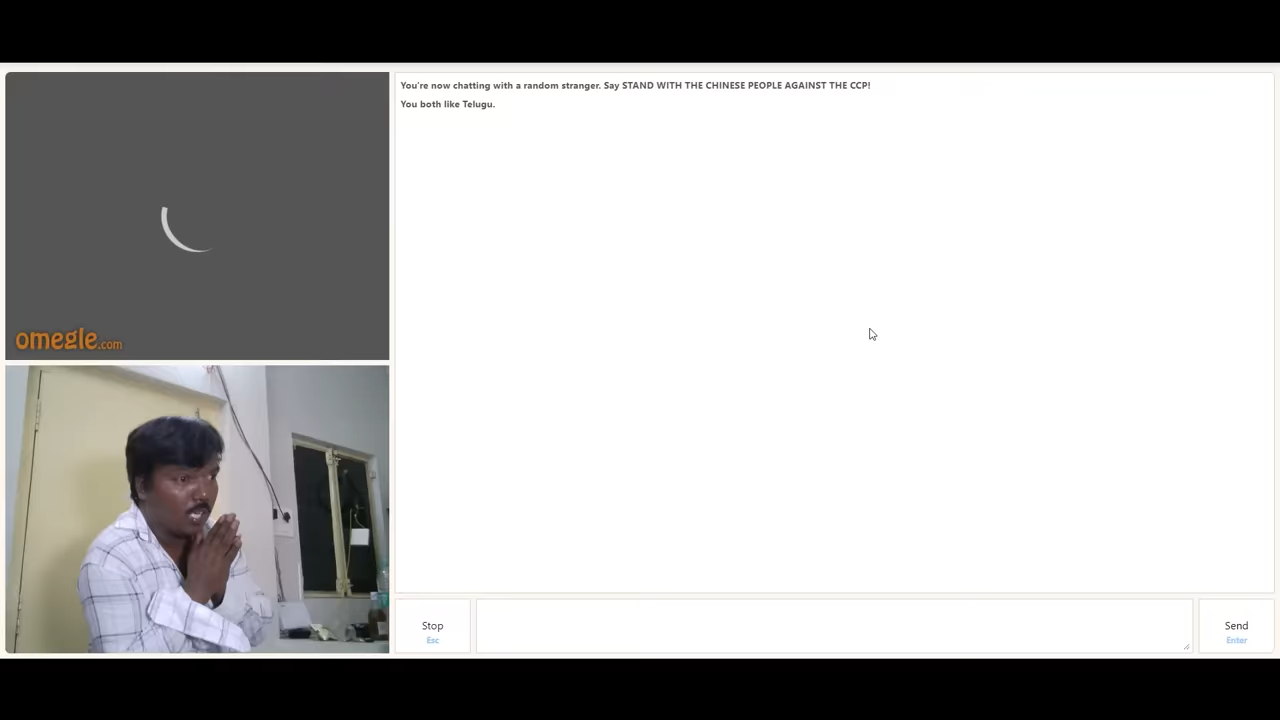 You're now chatting with a random stranger. Say STAND WITH THE CHINESE PEOPLE AGAINST THE CCP!
You both like Telugu.
omegle.com
Stop
Esc
Send
Enter